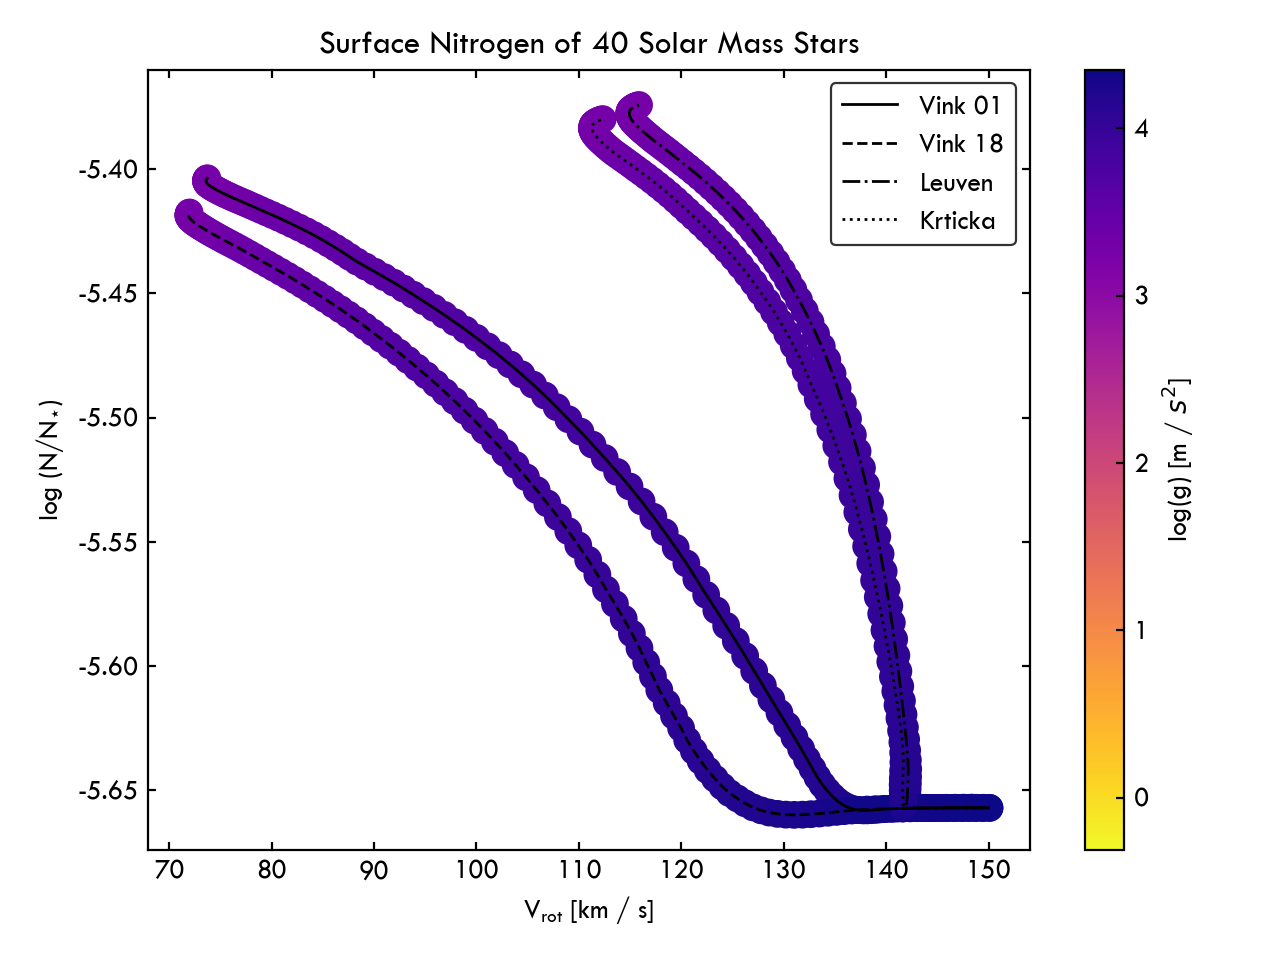 Surface Nitrogen of 40 Solar Mass Stars
Vink 01
Vink 18
Leuven
Krticka
-5.40
-5.45
-5.50
-5.55
-5.60
-5.65
log (N/N⋆)
70 80 90 100 110 120 130 140 150
V_rot [km / s]
4
3
2
1
0
log(g) [m / s²]